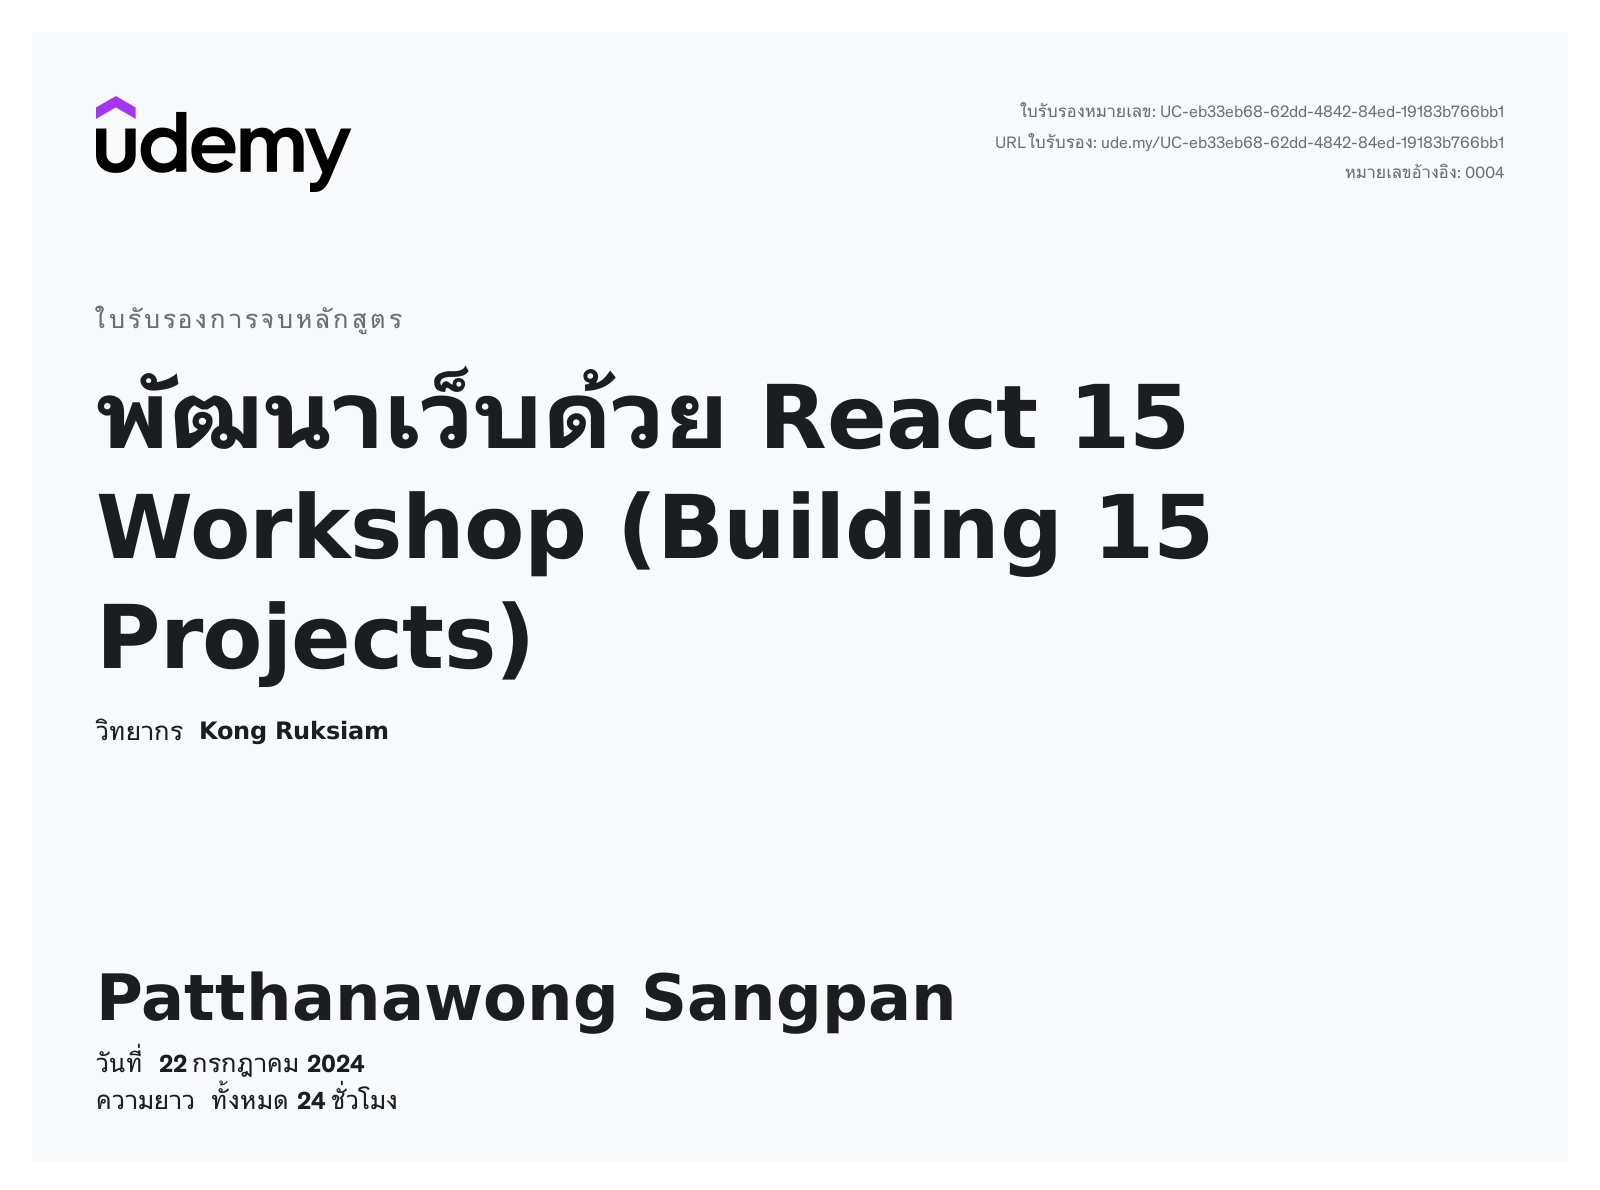 udemy
ใบรับรองหมายเลข: UC-eb33eb68-62dd-4842-84ed-19183b766bb1
URL ใบรับรอง: ude.my/UC-eb33eb68-62dd-4842-84ed-19183b766bb1
หมายเลขอ้างอิง: 0004
ใบรับรองการจบหลักสูตร
พัฒนาเว็บด้วย React 15
Workshop (Building 15
Projects)
วิทยากร Kong Ruksiam
Patthanawong Sangpan
วันที่ 22 กรกฎาคม 2024
ความยาว ทั้งหมด 24 ชั่วโมง